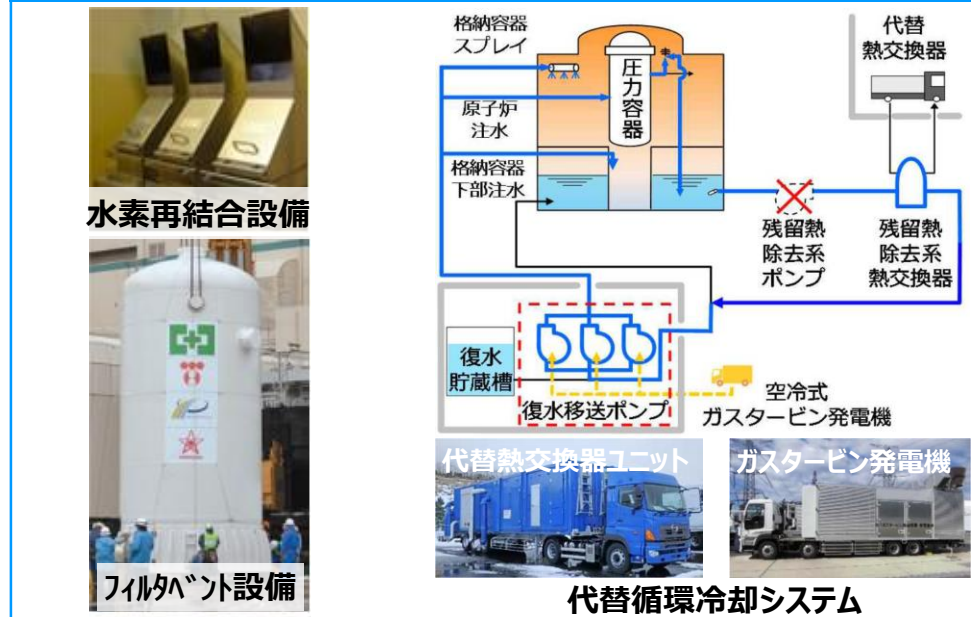 水素再結合設備
フィルタベント設備
格納容器
スプレイ
圧力容器
代替
熱交換器
原子炉
注水
格納容器
下部注水
残留熱
除去系
ポンプ
残留熱
除去系
熱交換器
復水
貯蔵槽
復水移送ポンプ
空冷式
ガスタービン発電機
代替熱交換器ユニット
ガスタービン発電機
代替循環冷却システム